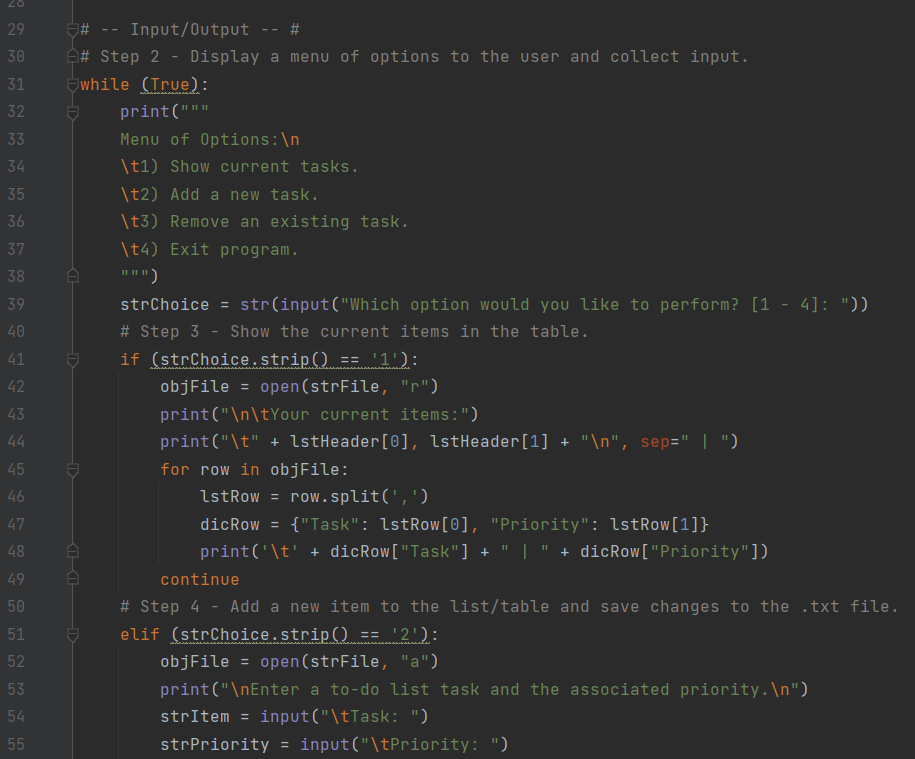 28
29 # -- Input/Output -- #
30 # Step 2 - Display a menu of options to the user and collect input.
31 while (True):
32     print("""
33     Menu of Options:\n
34     \t1) Show current tasks.
35     \t2) Add a new task.
36     \t3) Remove an existing task.
37     \t4) Exit program.
38     """)
39     strChoice = str(input("Which option would you like to perform? [1 - 4]: "))
40     # Step 3 - Show the current items in the table.
41     if (strChoice.strip() == '1'):
42         objFile = open(strFile, "r")
43         print("\n\tYour current items:")
44         print("\t" + lstHeader[0], lstHeader[1] + "\n", sep=" | ")
45         for row in objFile:
46             lstRow = row.split(',')
47             dicRow = {"Task": lstRow[0], "Priority": lstRow[1]}
48             print('\t' + dicRow["Task"] + " | " + dicRow["Priority"])
49         continue
50     # Step 4 - Add a new item to the list/table and save changes to the .txt file.
51     elif (strChoice.strip() == '2'):
52         objFile = open(strFile, "a")
53         print("\nEnter a to-do list task and the associated priority.\n")
54         strItem = input("\tTask: ")
55         strPriority = input("\tPriority: ")